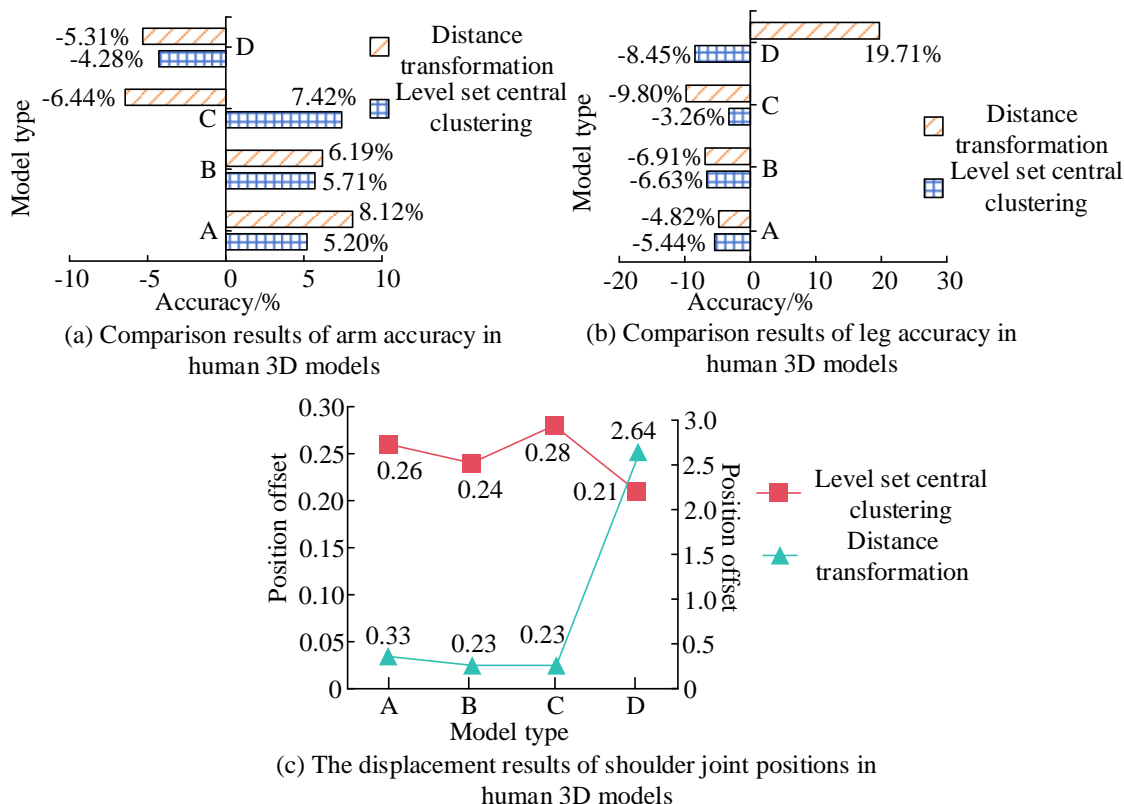 -5.31%
-4.28%
D
-6.44%
7.42%
C
6.19%
B
5.71%
8.12%
A
5.20%
Model type
-10
-5
0
5
10
Accuracy/%
Distance
transformation
Level set central
clustering
(a) Comparison results of arm accuracy in
human 3D models
19.71%
-8.45%
D
-9.80%
C
-3.26%
-6.91%
B
-6.63%
-4.82%
A
-5.44%
Model type
-20
-10
0
10
20
30
Accuracy/%
Distance
transformation
Level set central
clustering
(b) Comparison results of leg accuracy in
human 3D models
0.30
0.25
0.20
0.15
0.10
0.05
0
Position offset
0.26
0.24
0.28
0.21
2.64
0.33
0.23
0.23
3.0
2.5
2.0
1.5
1.0
0.5
0
Position offset
A
B
C
D
Model type
Level set central
clustering
Distance
transformation
(c) The displacement results of shoulder joint positions in
human 3D models